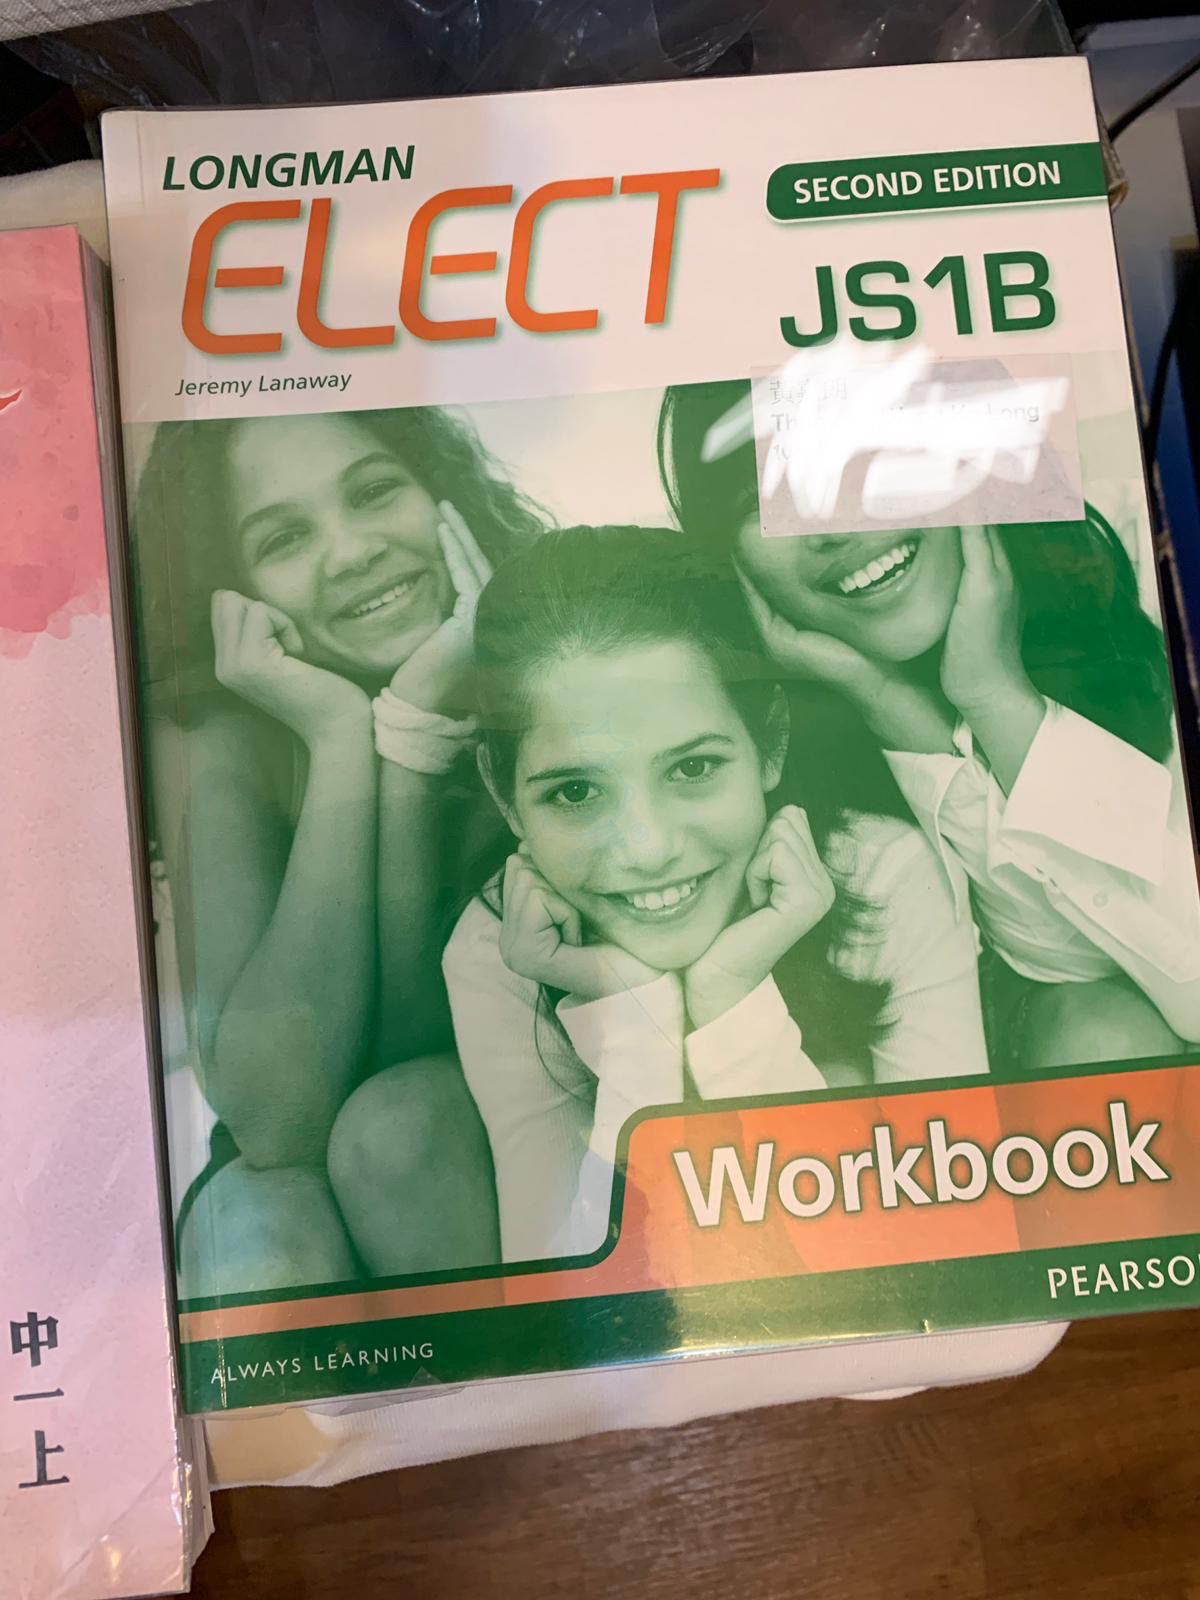 LONGMAN
ELECT
SECOND EDITION
JS1B
Jeremy Lanaway
Workbook
PEARSO
ALWAYS LEARNING
中一上